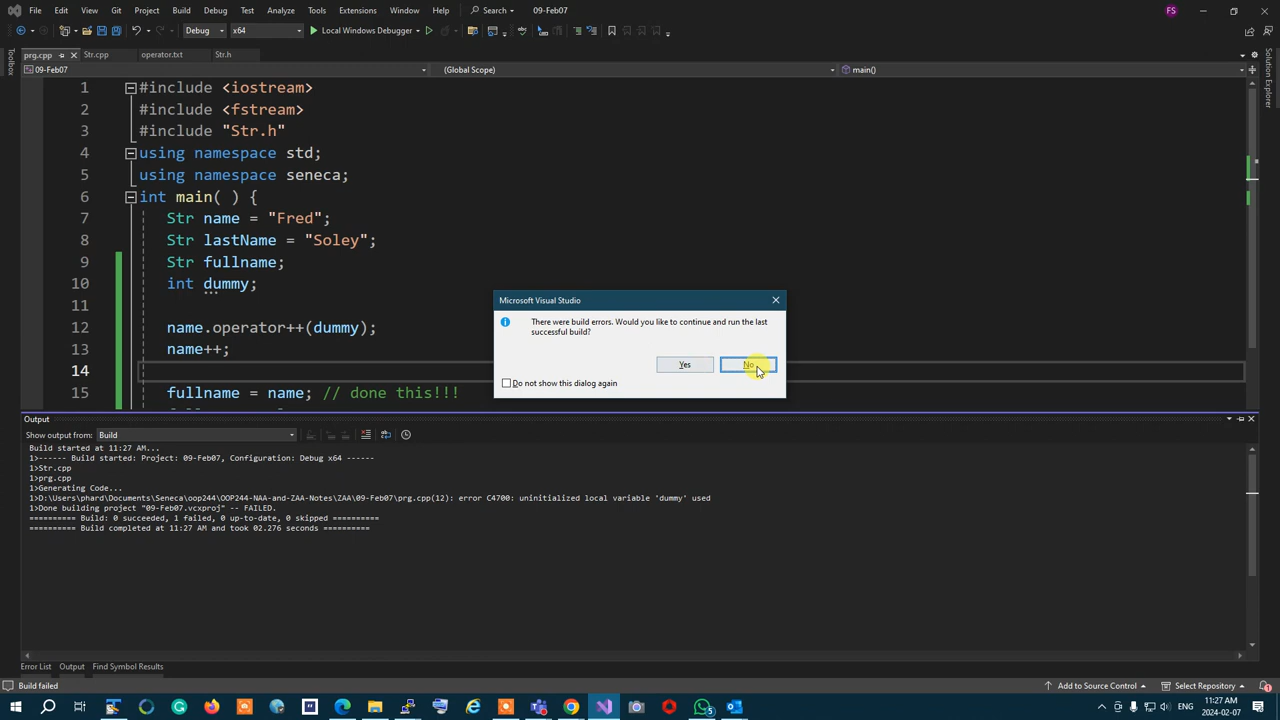 File Edit View Git Project Build Debug Test Analyze Tools Extensions Window Help Search 09-Feb07 FS
Debug x64 Local Windows Debugger
prg.cpp Str.cpp operator.txt Str.h
09-Feb07 (Global Scope) main()
Toolbox
Solution Explorer
1 #include <iostream>
2 #include <fstream>
3 #include "Str.h"
4 using namespace std;
5 using namespace seneca;
6 int main( ) {
7 Str name = "Fred";
8 Str lastName = "Soley";
9 Str fullname;
10 int dummy;
11
12 name.operator++(dummy);
13 name++;
14
15 fullname = name; // done this!!!
Microsoft Visual Studio
There were build errors. Would you like to continue and run the last
successful build?
Yes No
Do not show this dialog again
Output
Show output from: Build
Build started at 11:27 AM...
1>------ Build started: Project: 09-Feb07, Configuration: Debug x64 ------
1>Str.cpp
1>prg.cpp
1>Generating Code...
1>D:\Users\phard\Documents\Seneca\oop244\OOP244-NAA-and-ZAA-Notes\ZAA\09-Feb07\prg.cpp(12): error C4700: uninitialized local variable 'dummy' used
1>Done building project "09-Feb07.vcxproj" -- FAILED.
========== Build: 0 succeeded, 1 failed, 0 up-to-date, 0 skipped ==========
========== Build completed at 11:27 AM and took 02.276 seconds ==========
Error List Output Find Symbol Results
Build failed Add to Source Control Select Repository
11:27 AM
2024-02-07